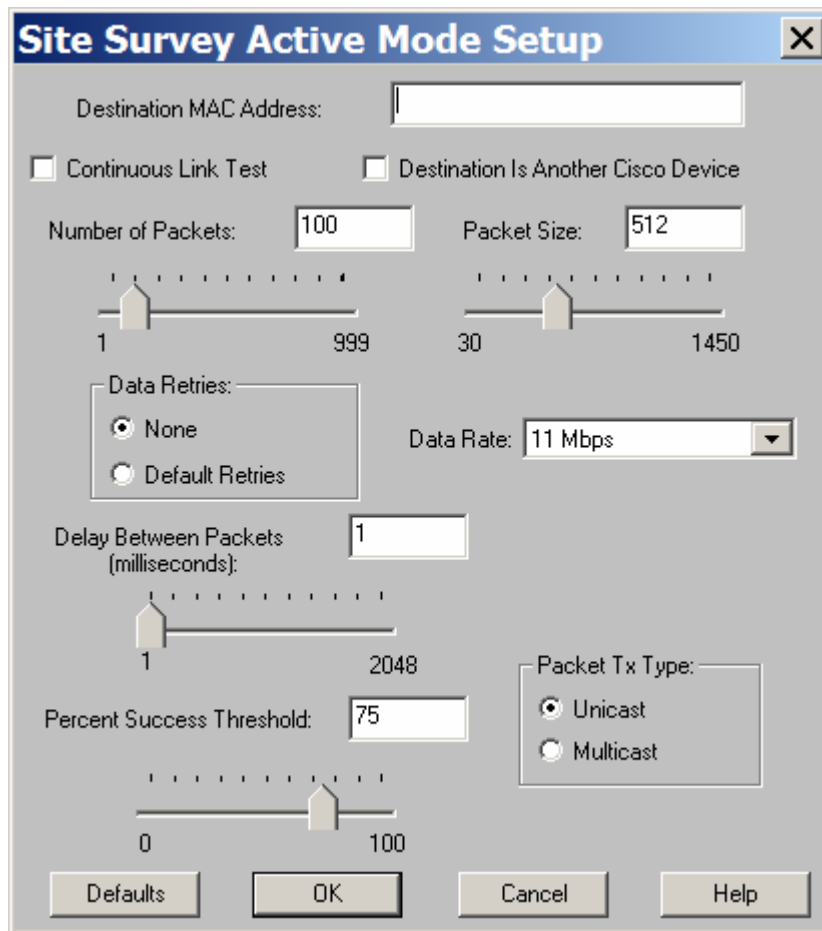 Site Survey Active Mode Setup
Destination MAC Address:
Continuous Link Test
Destination Is Another Cisco Device
Number of Packets: 100
Packet Size: 512
1 999
30 1450
Data Retries:
None
Default Retries
Data Rate: 11 Mbps
Delay Between Packets
(milliseconds):
1
1 2048
Packet Tx Type:
Unicast
Multicast
Percent Success Threshold: 75
0 100
Defaults
OK
Cancel
Help